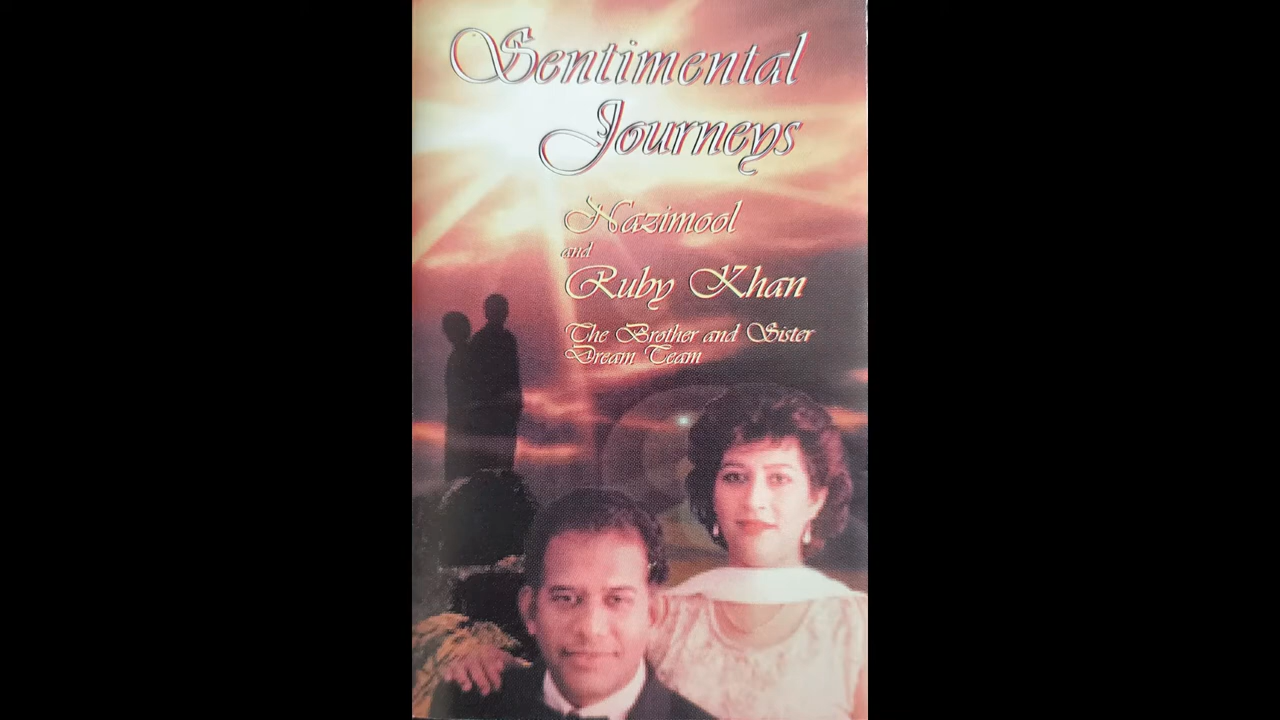 Sentimental
Journeys
Nazimool
and
Ruby Khan
The Brother and Sister
Dream Team